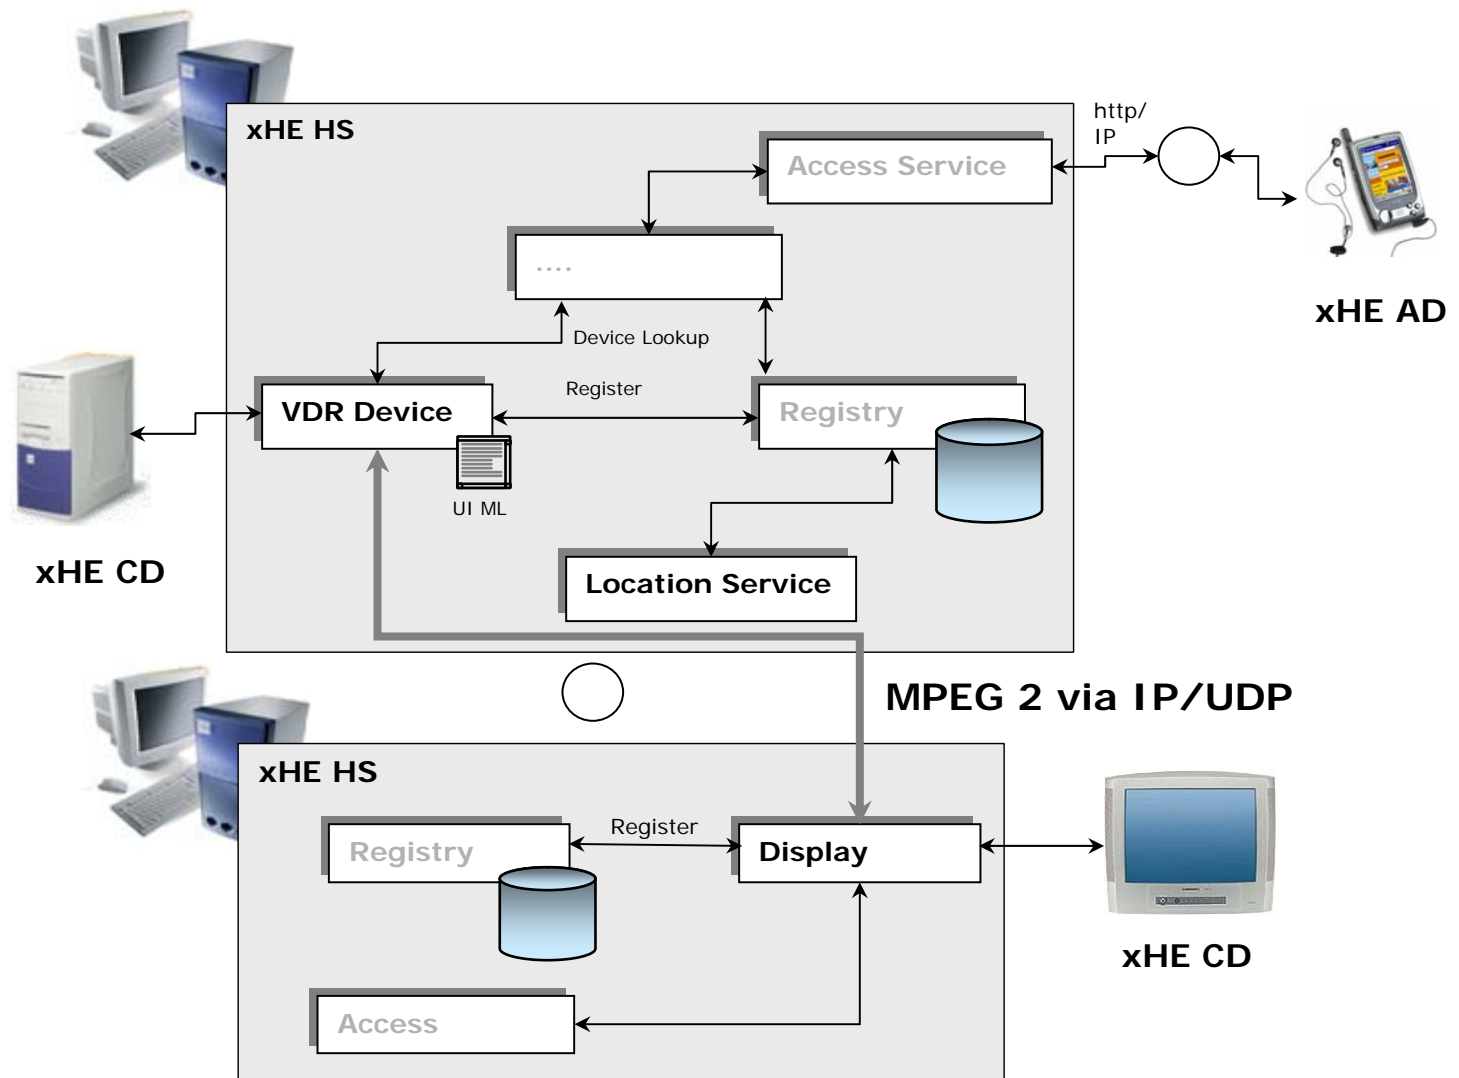 xHE HS
http/
IP
Access Service
....
xHE AD
Device Lookup
Register
VDR Device
Registry
UI ML
xHE CD
Location Service
MPEG 2 via IP/UDP
xHE HS
Register
Registry
Display
xHE CD
Access